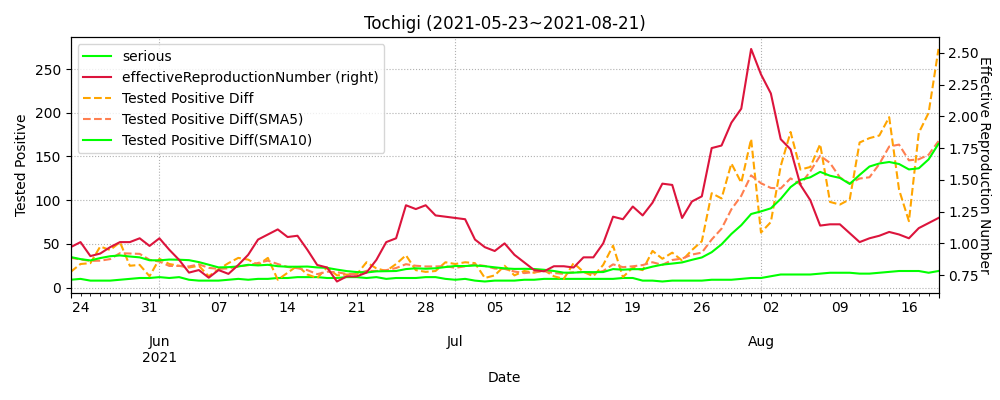 Tochigi (2021-05-23~2021-08-21)
serious
effectiveReproductionNumber (right)
Tested Positive Diff
Tested Positive Diff(SMA5)
Tested Positive Diff(SMA10)
Tested Positive
250
200
150
100
50
0
2.50
2.25
2.00
1.75
1.50
1.25
1.00
0.75
Effective Reproduction Number
24 31 07 14 21 28 05 12 19 26 02 09 16
Jun Jul Aug
2021
Date